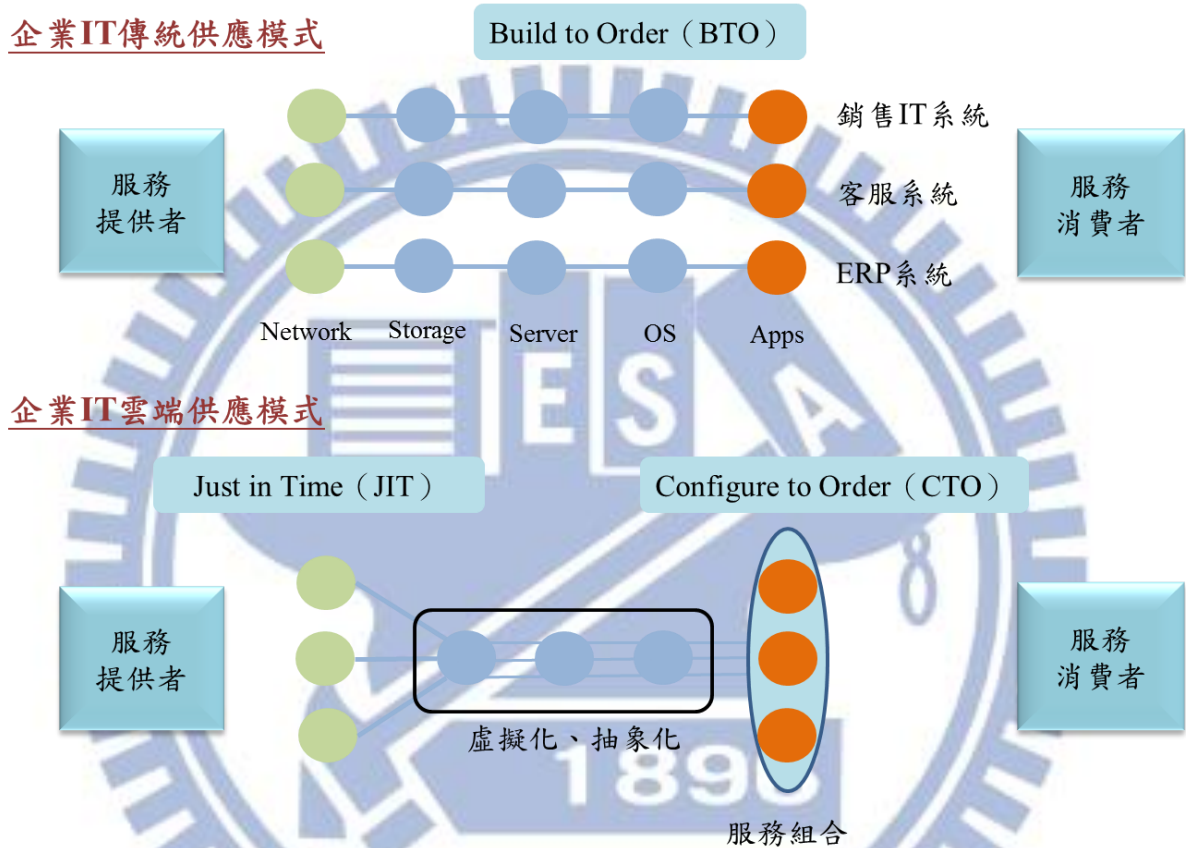 企業IT傳統供應模式
Build to Order（BTO）
銷售IT系統
服務
提供者
客服系統
服務
消費者
ERP系統
Network
Storage
Server
OS
Apps
E S A
企業IT雲端供應模式
Just in Time（JIT）
Configure to Order（CTO）
服務
提供者
服務
消費者
虛擬化、抽象化
1896
服務組合